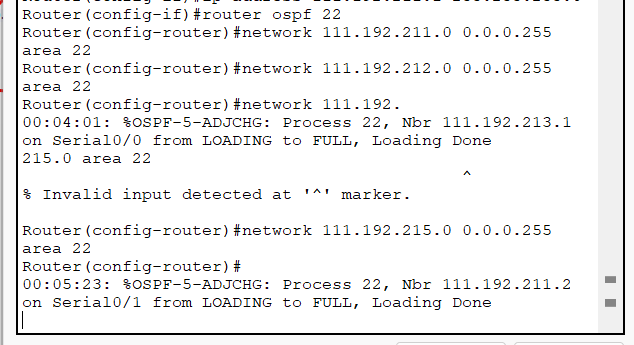 Router(config-if)#router ospf 22
Router(config-router)#network 111.192.211.0 0.0.0.255
area 22
Router(config-router)#network 111.192.212.0 0.0.0.255
area 22
Router(config-router)#network 111.192.
00:04:01: %OSPF-5-ADJCHG: Process 22, Nbr 111.192.213.1
on Serial0/0 from LOADING to FULL, Loading Done
215.0 area 22
^
% Invalid input detected at '^' marker.
Router(config-router)#network 111.192.215.0 0.0.0.255
area 22
Router(config-router)#
00:05:23: %OSPF-5-ADJCHG: Process 22, Nbr 111.192.211.2
on Serial0/1 from LOADING to FULL, Loading Done